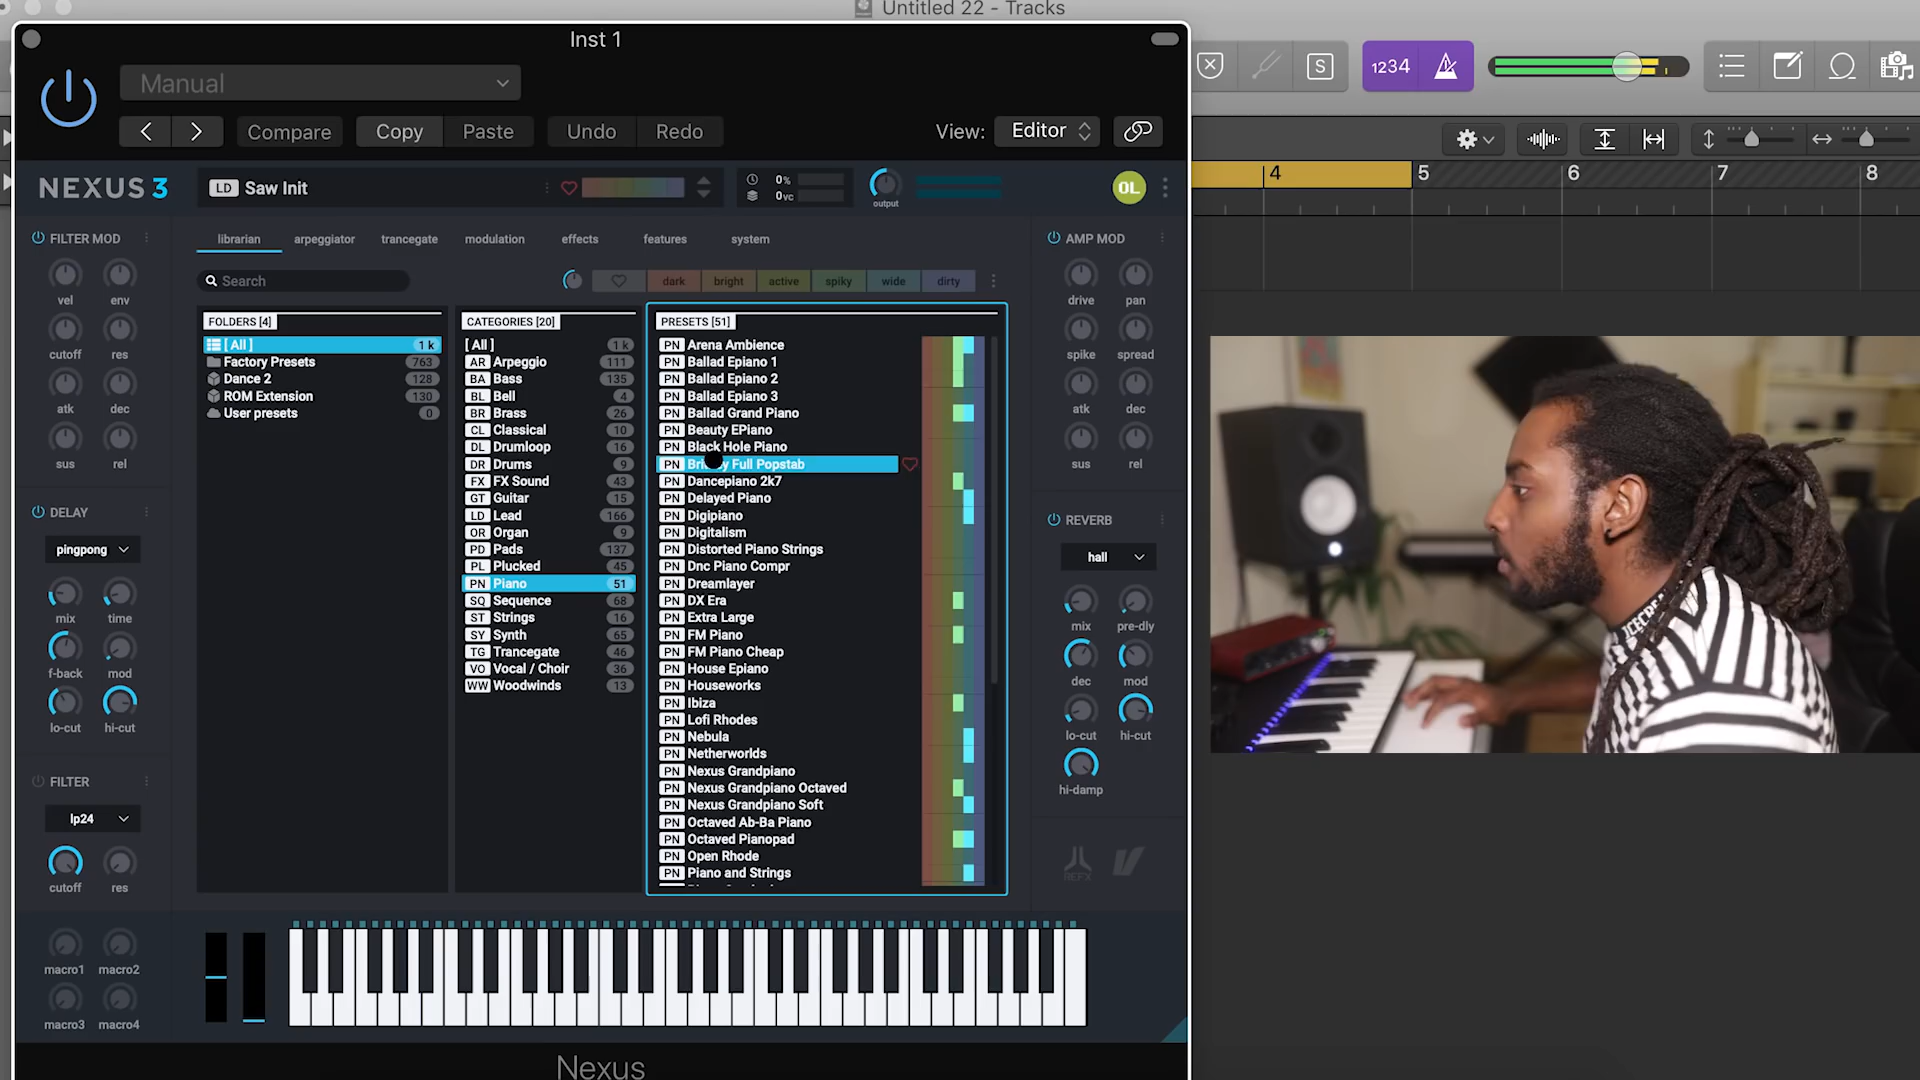 Untitled 22 - Tracks
Inst 1
Manual
Compare
Copy
Paste
Undo
Redo
View:
Editor
S
1234
4
5
6
7
8
NEXUS 3
LD Saw Init
0%
0vc
output
OL
FILTER MOD
vel
env
cutoff
res
atk
dec
sus
rel
DELAY
pingpong
mix
time
f-back
mod
lo-cut
hi-cut
FILTER
lp24
cutoff
res
macro1
macro2
macro3
macro4
librarian
arpeggiator
trancegate
modulation
effects
features
system
Search
dark
bright
active
spiky
wide
dirty
FOLDERS [4]
[ All ] 1 k
Factory Presets 763
Dance 2 128
ROM Extension 130
User presets 0
CATEGORIES [20]
[ All ] 1 k
AR Arpeggio 111
BA Bass 135
BL Bell 4
BR Brass 26
CL Classical 10
DL Drumloop 16
DR Drums 9
FX FX Sound 43
GT Guitar 15
LD Lead 166
OR Organ 9
PD Pads 137
PL Plucked 45
PN Piano 51
SQ Sequence 68
ST Strings 16
SY Synth 65
TG Trancegate 46
VO Vocal / Choir 36
WW Woodwinds 13
PRESETS [51]
PN Arena Ambience
PN Ballad Epiano 1
PN Ballad Epiano 2
PN Ballad Epiano 3
PN Ballad Grand Piano
PN Beauty EPiano
PN Black Hole Piano
PN Full Popstab
PN Dancepiano 2k7
PN Delayed Piano
PN Digipiano
PN Digitalism
PN Distorted Piano Strings
PN Dnc Piano Compr
PN Dreamlayer
PN DX Era
PN Extra Large
PN FM Piano
PN FM Piano Cheap
PN House Epiano
PN Houseworks
PN Ibiza
PN Lofi Rhodes
PN Nebula
PN Netherworlds
PN Nexus Grandpiano
PN Nexus Grandpiano Octaved
PN Nexus Grandpiano Soft
PN Octaved Ab-Ba Piano
PN Octaved Pianopad
PN Open Rhode
PN Piano and Strings
AMP MOD
drive
pan
spike
spread
atk
dec
sus
rel
REVERB
hall
mix
pre-dly
dec
mod
lo-cut
hi-cut
hi-damp
REFX
Nexus